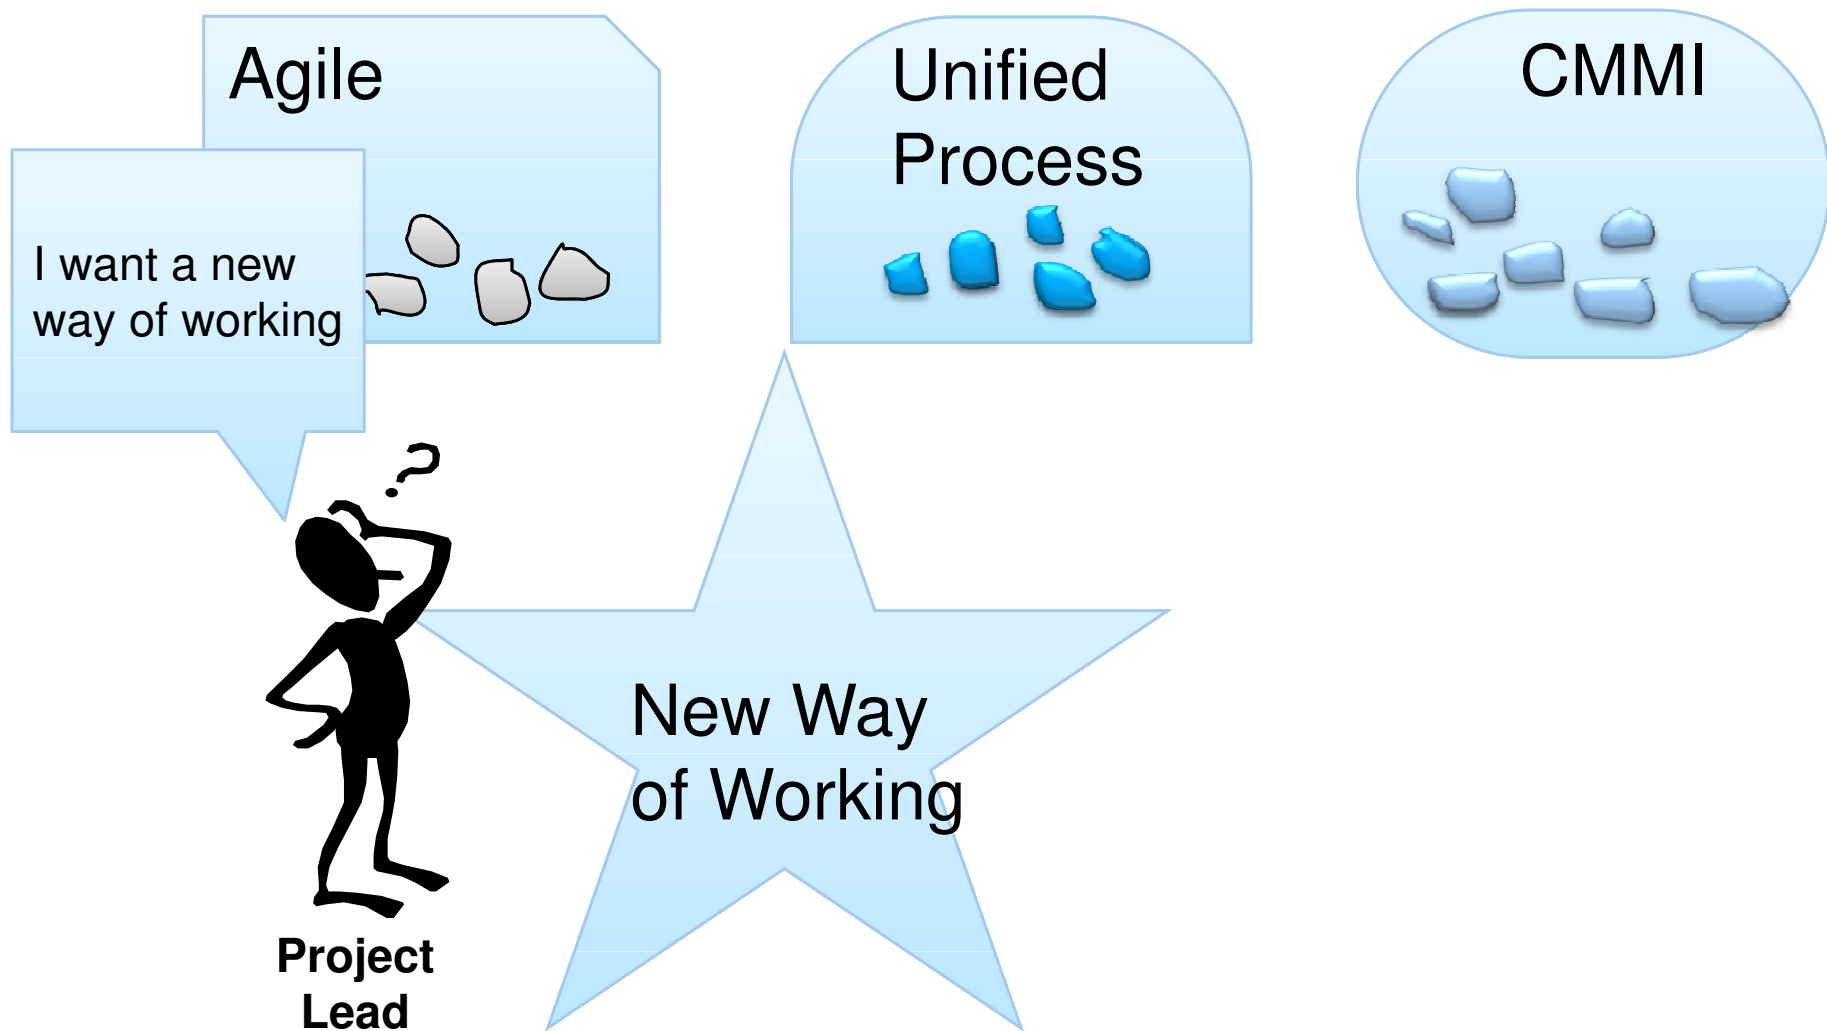 Agile
Unified
Process
CMMI
I want a new
way of working
?
New Way
of Working
Project
Lead